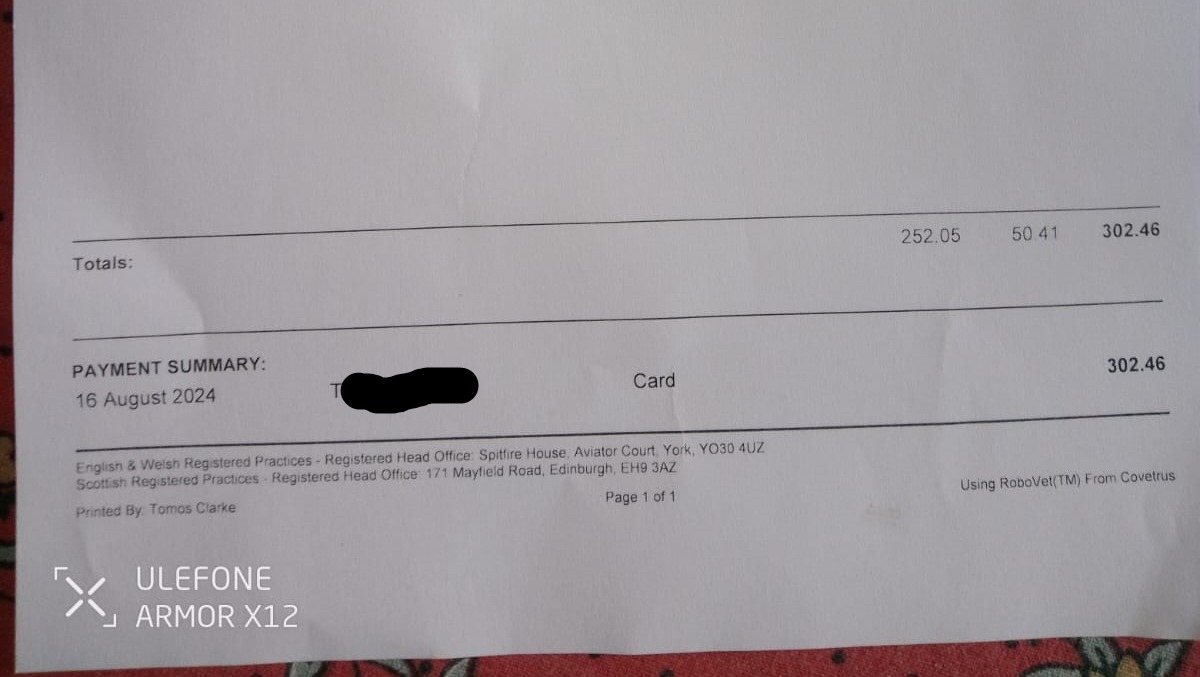 252.05 50.41 302.46
Totals:
PAYMENT SUMMARY: 302.46
16 August 2024 T Card
English & Welsh Registered Practices - Registered Head Office: Spitfire House, Aviator Court, York, YO30 4UZ
Scottish Registered Practices - Registered Head Office: 171 Mayfield Road, Edinburgh, EH9 3AZ
Page 1 of 1 Using RoboVet(TM) From Covetrus
Printed By: Tomos Clarke
ULEFONE
ARMOR X12